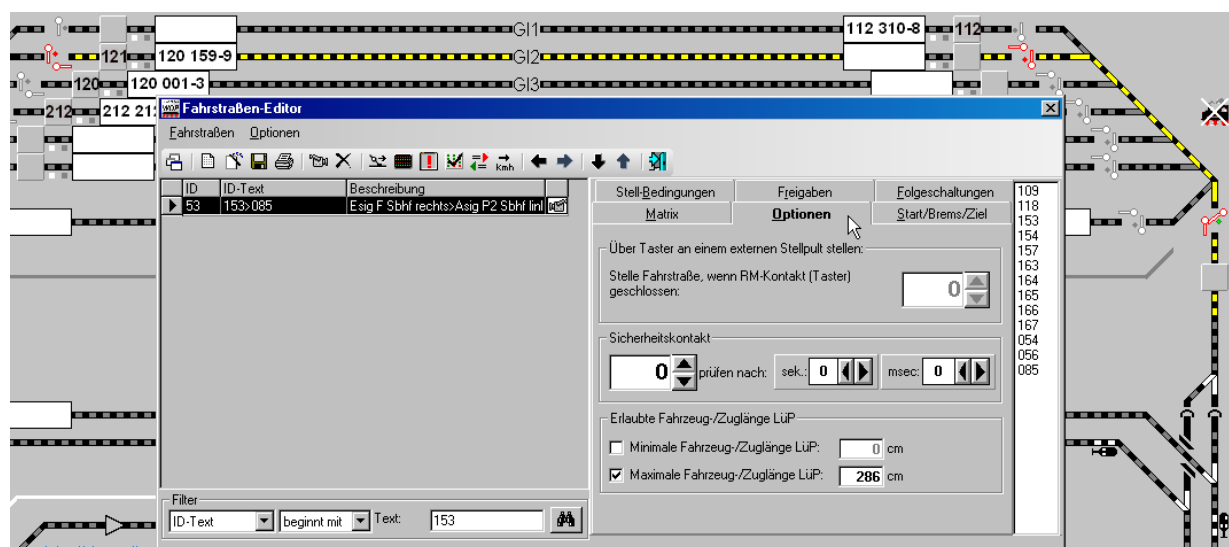 Gl1
112 310-8
112
121
120 159-9
Gl2
120
120 001-3
Gl3
212
212 21
Fahrstraßen-Editor
Fahrstraßen Optionen
Kmh
ID ID-Text Beschreibung
53 153>085 Esig F Sbhf rechts>Asig P2 Sbhf linl
Stell-Bedingungen Freigaben Folgeschaltungen
Matrix Optionen Start/Brems/Ziel
Über Taster an einem externen Stellpult stellen:
Stelle Fahrstraße, wenn RM-Kontakt (Taster)
geschlossen:
0
Sicherheitskontakt
0 prüfen nach: sek.: 0 msec: 0
Erlaubte Fahrzeug-/Zuglänge LüP
Minimale Fahrzeug-/Zuglänge LüP: 0 cm
Maximale Fahrzeug-/Zuglänge LüP: 286 cm
109
118
153
154
157
163
164
165
166
167
054
056
085
Filter
ID-Text beginnt mit Text: 153